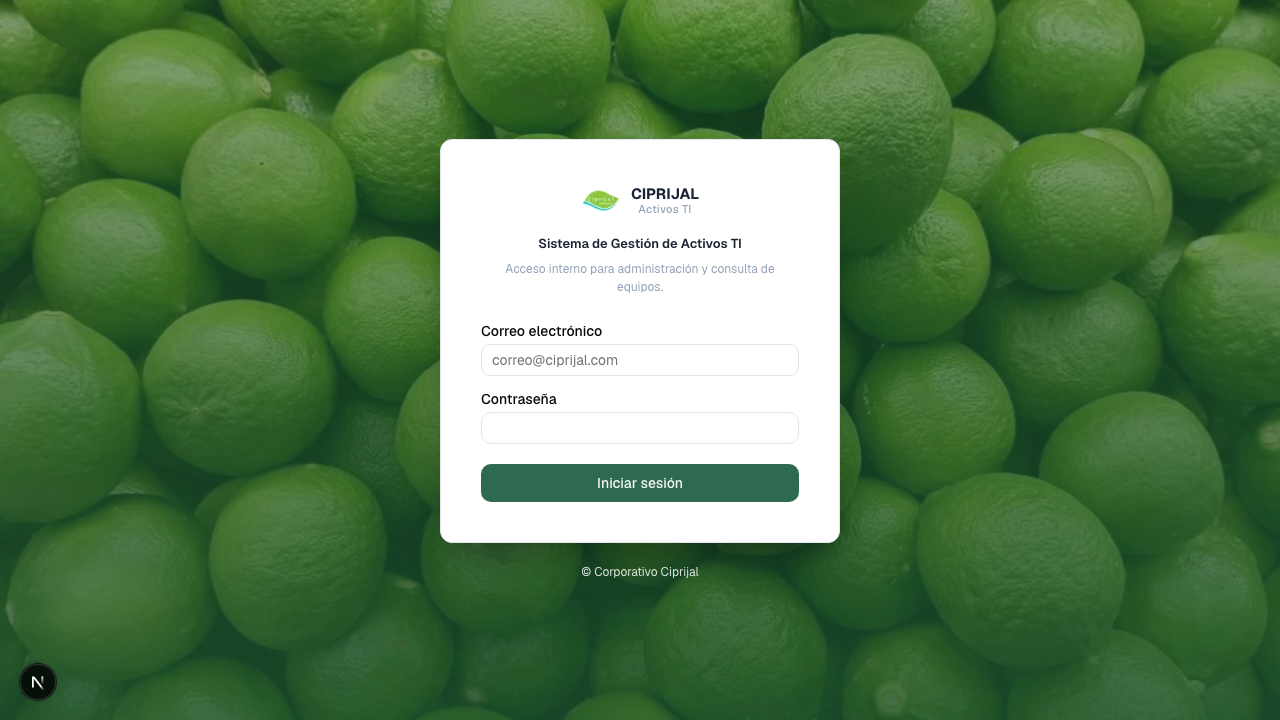 Ciprijal
CIPRIJAL
Activos TI
Sistema de Gestión de Activos TI
Acceso interno para administración y consulta de
equipos.
Correo electrónico
correo@ciprijal.com
Contraseña
Iniciar sesión
© Corporativo Ciprijal
N